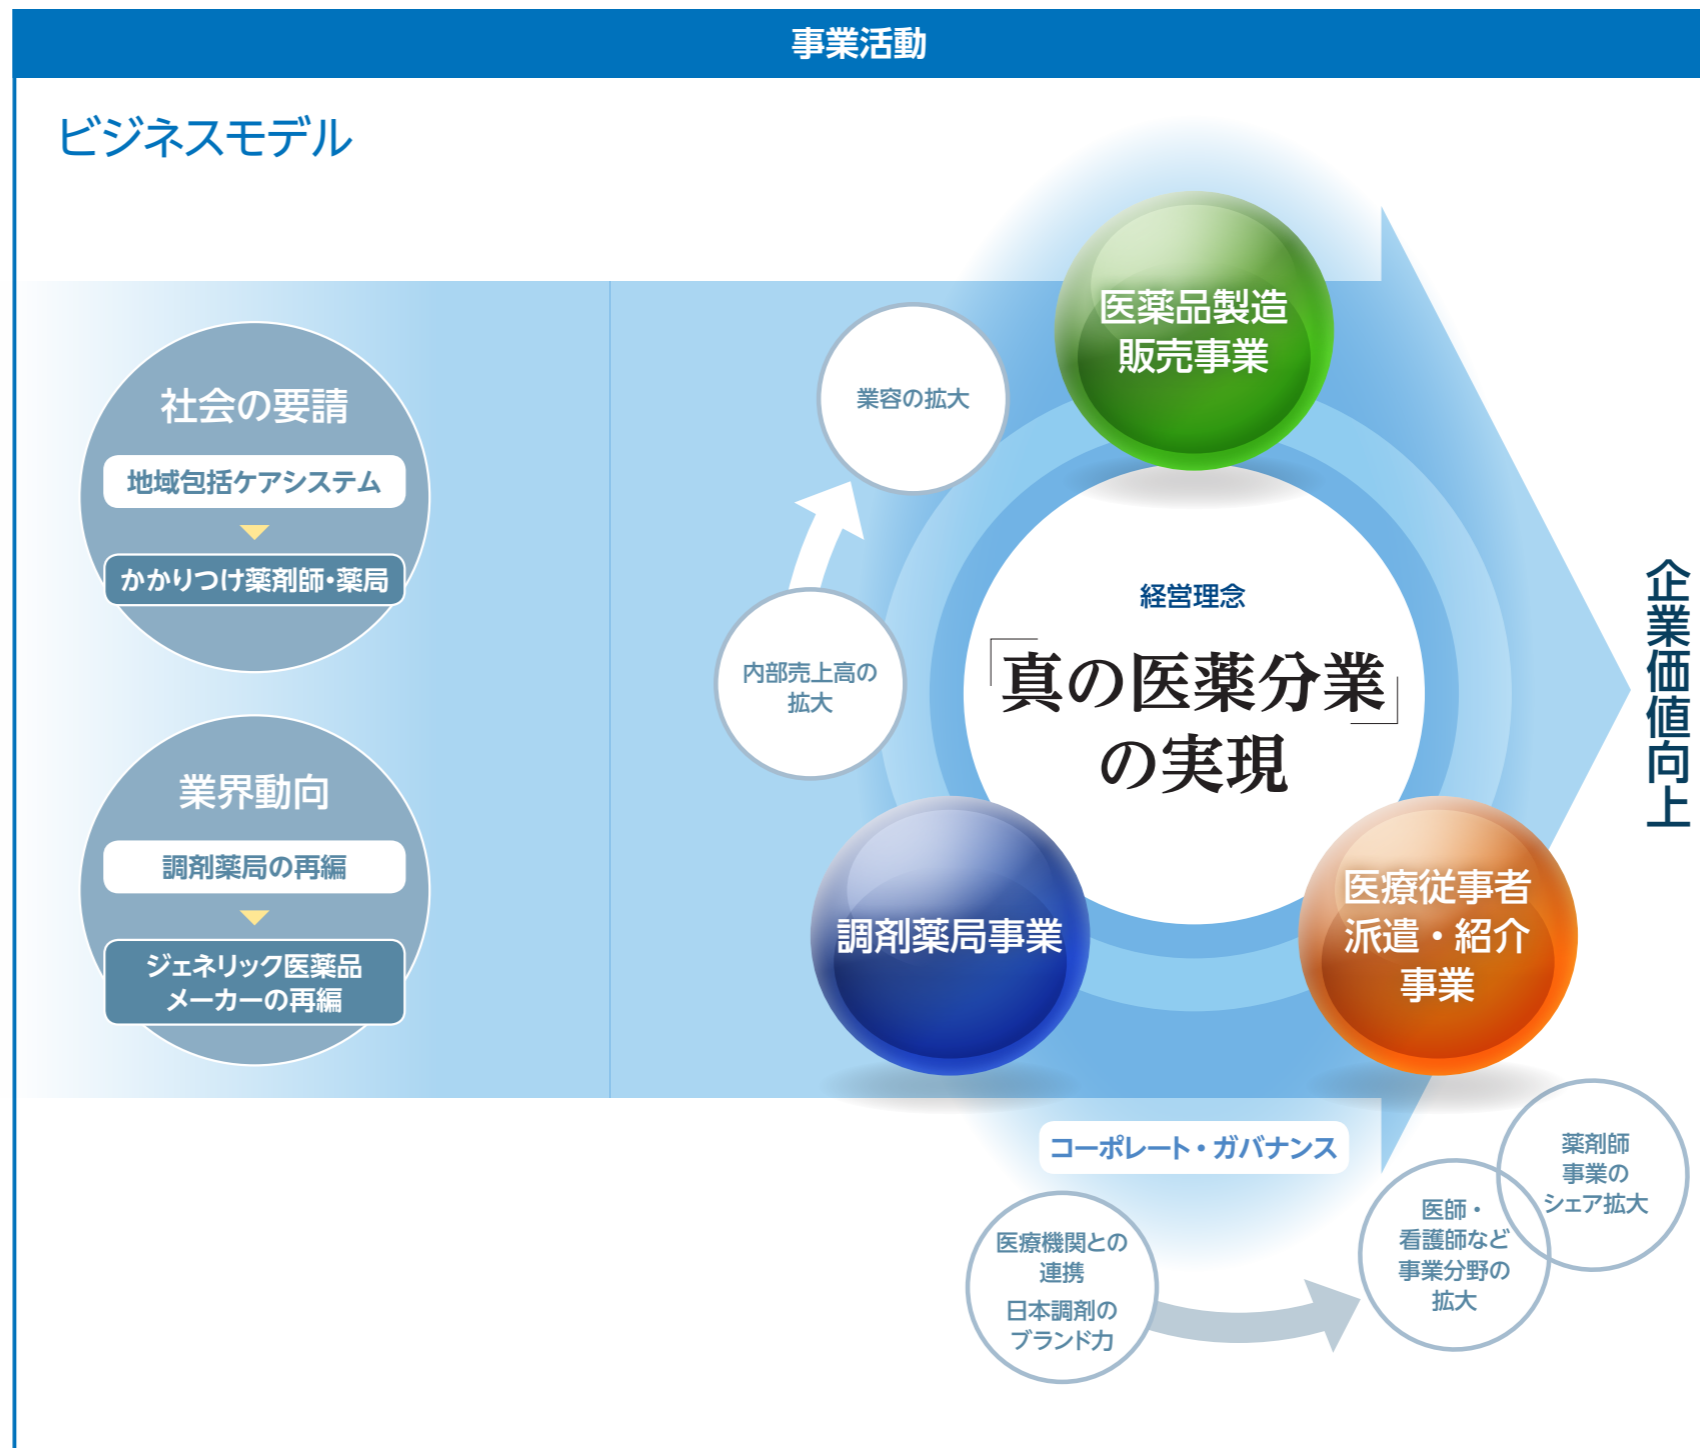 事業活動
ビジネスモデル
社会の要請
地域包括ケアシステム
かかりつけ薬剤師・薬局
業界動向
調剤薬局の再編
ジェネリック医薬品
メーカーの再編
医薬品製造
販売事業
業容の拡大
内部売上高の
拡大
経営理念
「真の医薬分業」
の実現
調剤薬局事業
医療従事者
派遣・紹介
事業
企業価値向上
コーポレート・ガバナンス
医療機関との
連携
日本調剤の
ブランド力
医師・
看護師など
事業分野の
拡大
薬剤師
事業の
シェア拡大